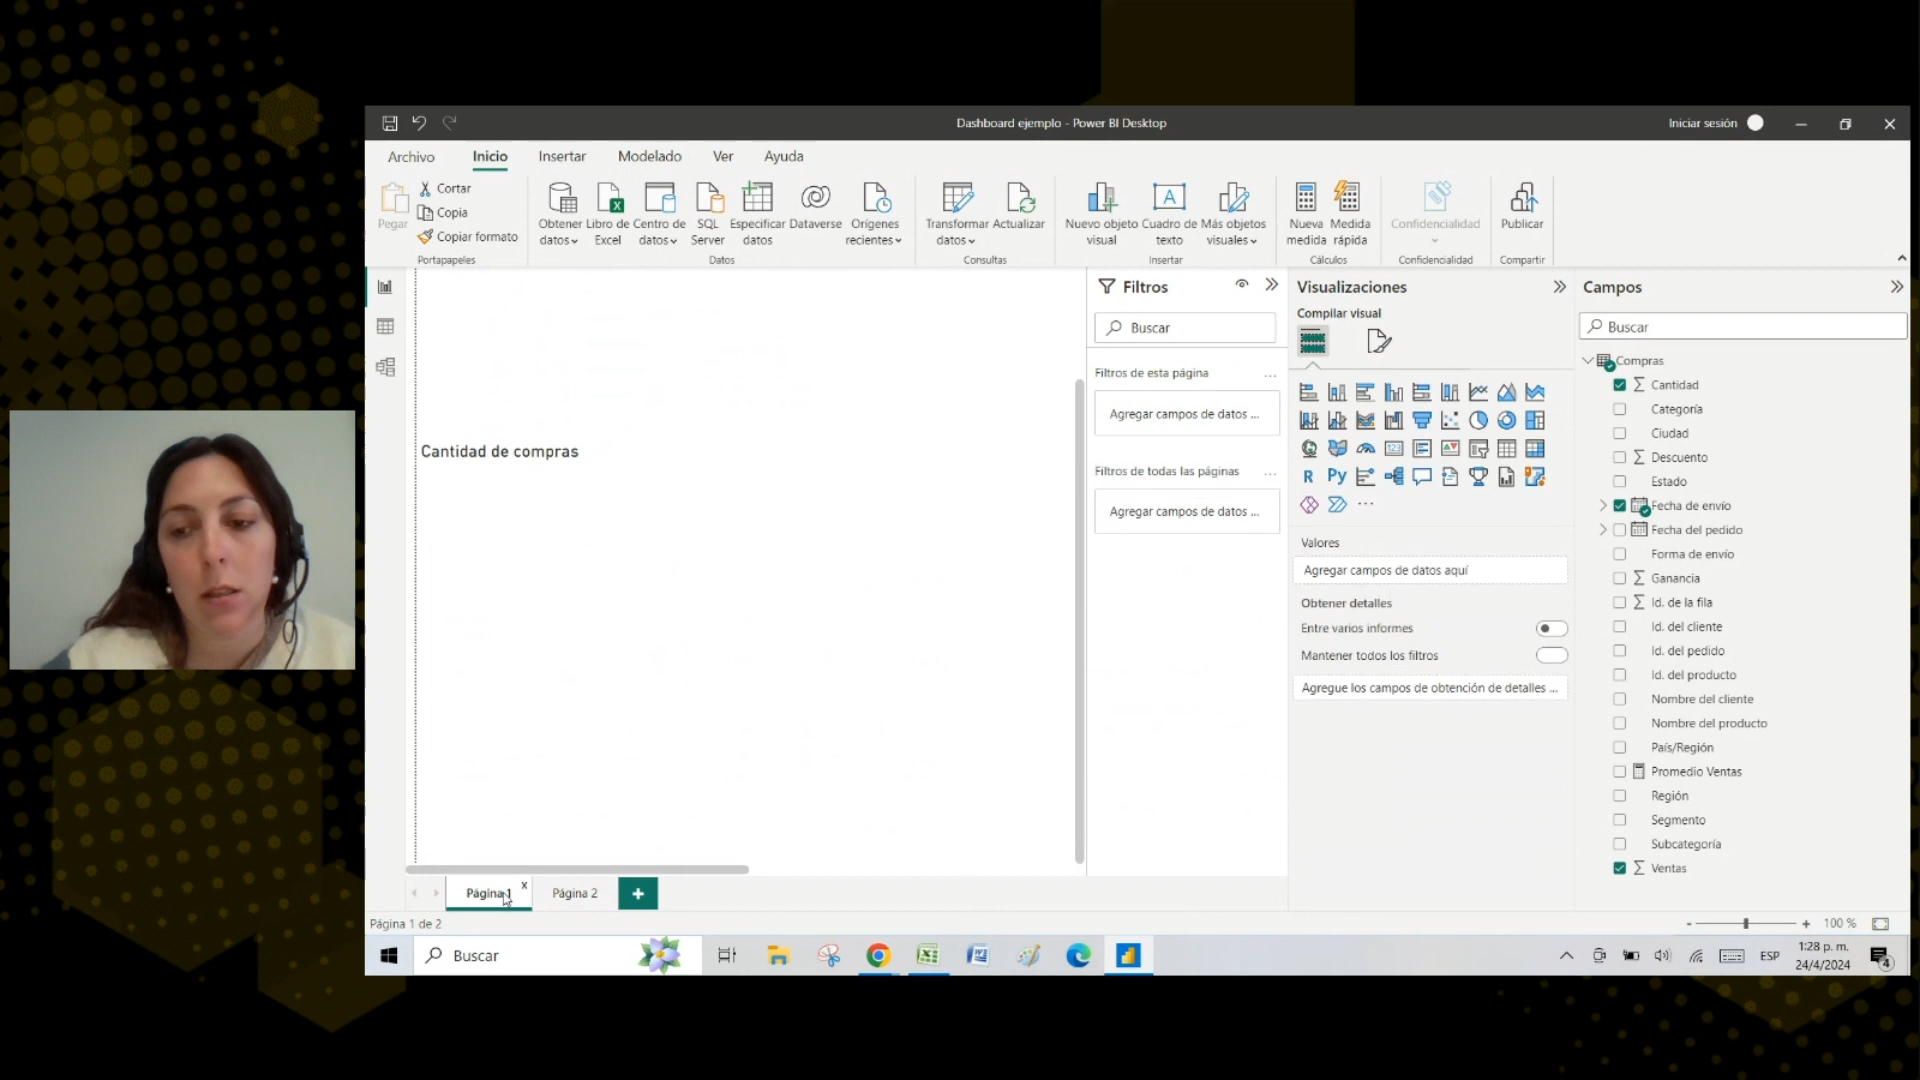 Dashboard ejemplo - Power BI Desktop
Iniciar sesión
Archivo
Inicio
Insertar
Modelado
Ver
Ayuda
Pegar
Cortar
Copia
Copiar formato
Portapapeles
Obtener datos
Libro de Excel
Centro de datos
SQL Server
Especificar datos
Dataverse
Orígenes recientes
Datos
Transformar datos
Actualizar
Consultas
Nuevo objeto visual
Cuadro de texto
Más objetos visuales
Insertar
Nueva medida
Medida rápida
Cálculos
Confidencialidad
Confidencialidad
Publicar
Compartir
Cantidad de compras
Filtros
Buscar
Filtros de esta página
Agregar campos de datos ...
Filtros de todas las páginas
Agregar campos de datos ...
Visualizaciones
Compilar visual
123
R
Py
Valores
Agregar campos de datos aquí
Obtener detalles
Entre varios informes
Mantener todos los filtros
Agregue los campos de obtención de detalles ...
Campos
Buscar
Compras
Cantidad
Categoría
Ciudad
Descuento
Estado
Fecha de envío
Fecha del pedido
Forma de envío
Ganancia
Id. de la fila
Id. del cliente
Id. del pedido
Id. del producto
Nombre del cliente
Nombre del producto
País/Región
Promedio Ventas
Región
Segmento
Subcategoría
Ventas
Página 1
x
Página 2
+
Página 1 de 2
- + 100 %
Buscar
ESP
1:28 p. m.
24/4/2024
4